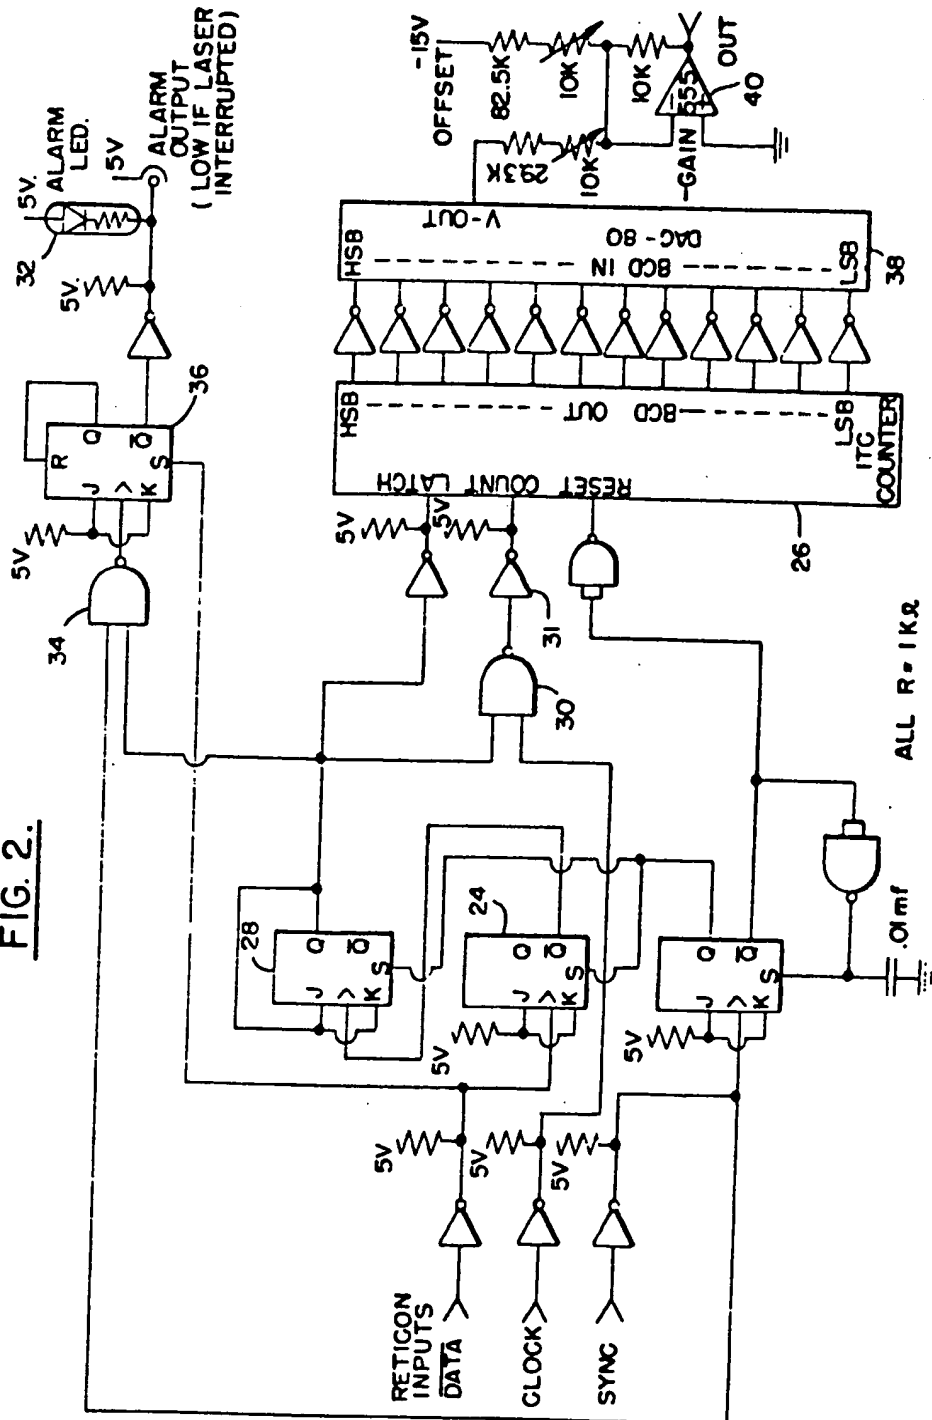 FIG. 2.
5V.
ALARM
LED.
32
5V
ALARM
OUTPUT
(LOW IF LASER
INTERRUPTED)
5V.
36
R
J
Q
K
S
Q̅
5V
34
-15V
OFFSET
82.5K
10K
10K
555
40
OUT
29.3K
10K
-GAIN
HSB
V-OUT
BCD IN
DAC-80
LSB
38
HSB
BCD OUT
LSB
ITC
COUNTER
LATCH
COUNT
RESET
26
5V
5V
31
30
28
J
Q
K
S
Q̅
24
J
Q
K
S
Q̅
5V
J
Q
K
S
Q̅
5V
.01mf
ALL R=1KΩ
5V
5V
5V
RETICON
INPUTS
D̅A̅T̅A̅
CLOCK
SYNC